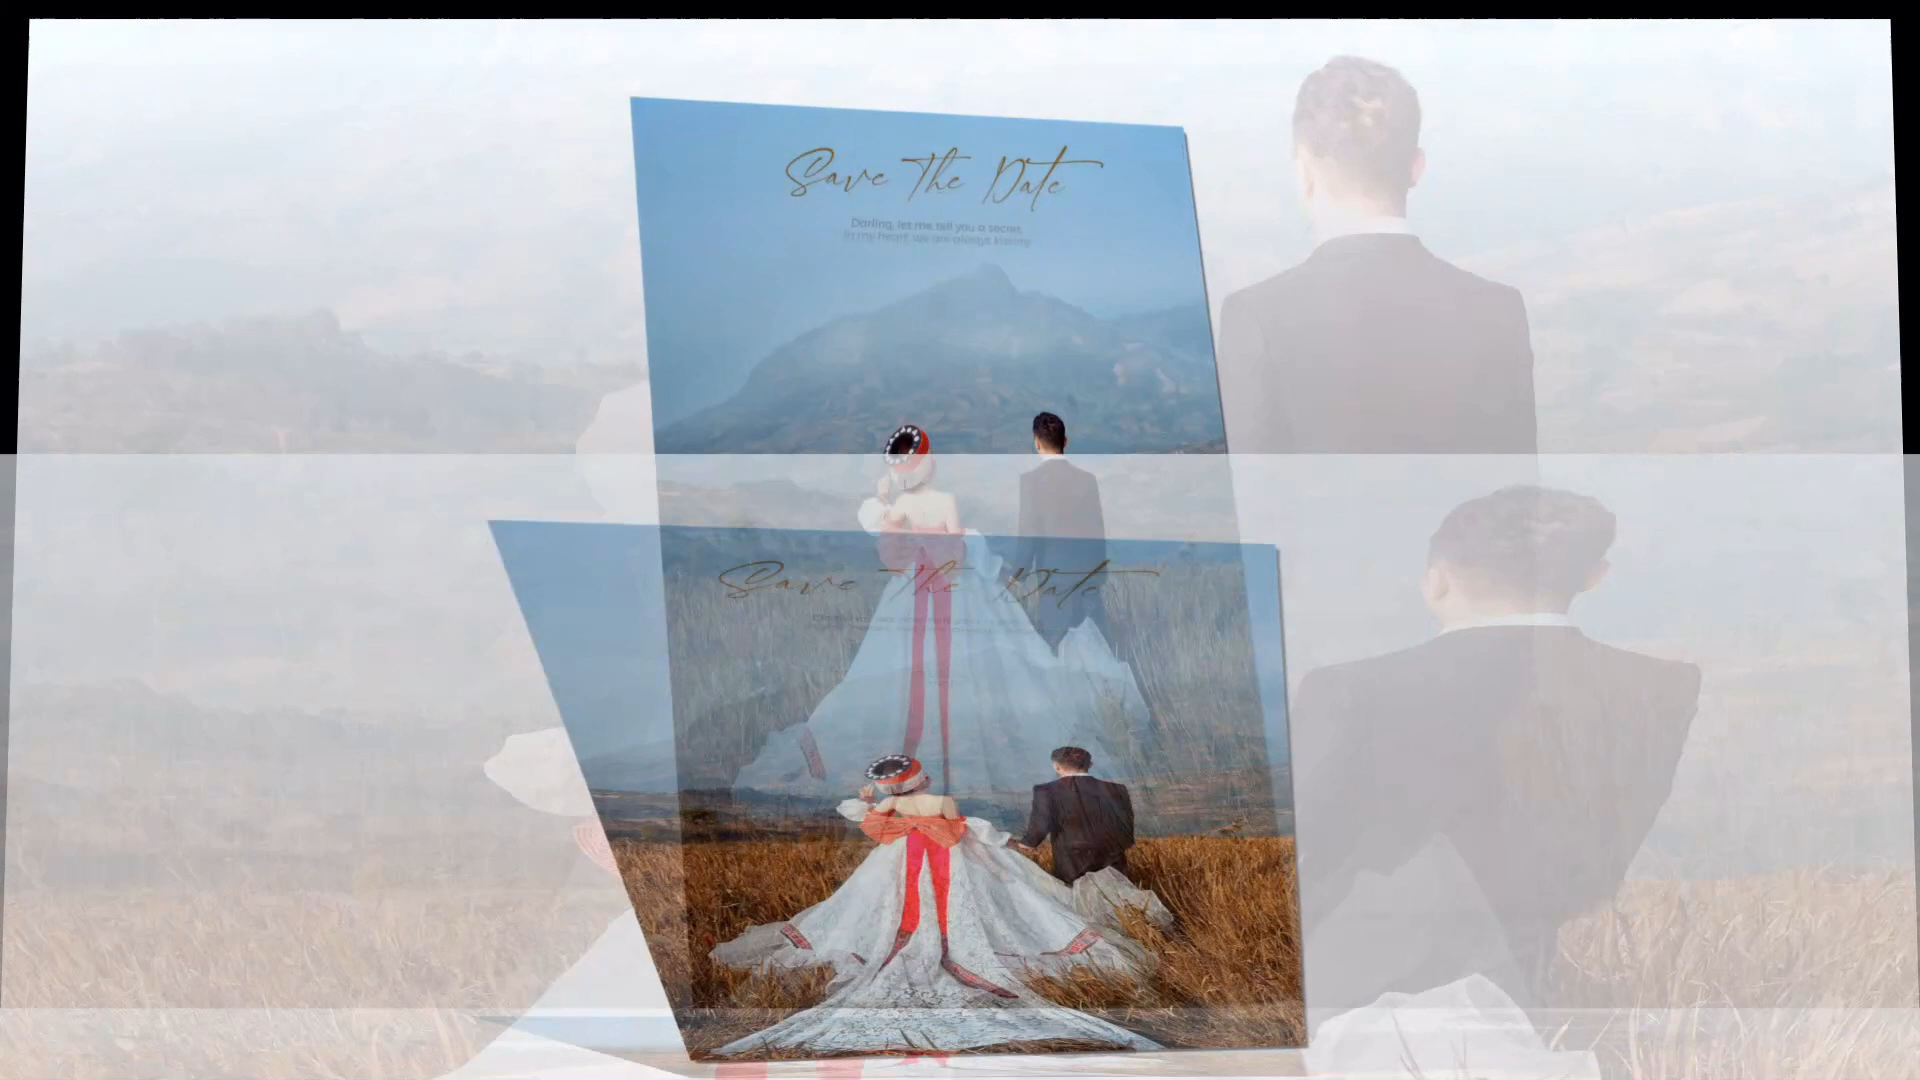 Save The Date
Darling, let me tell you a secret,
in my heart we are always kissing
Save The Date